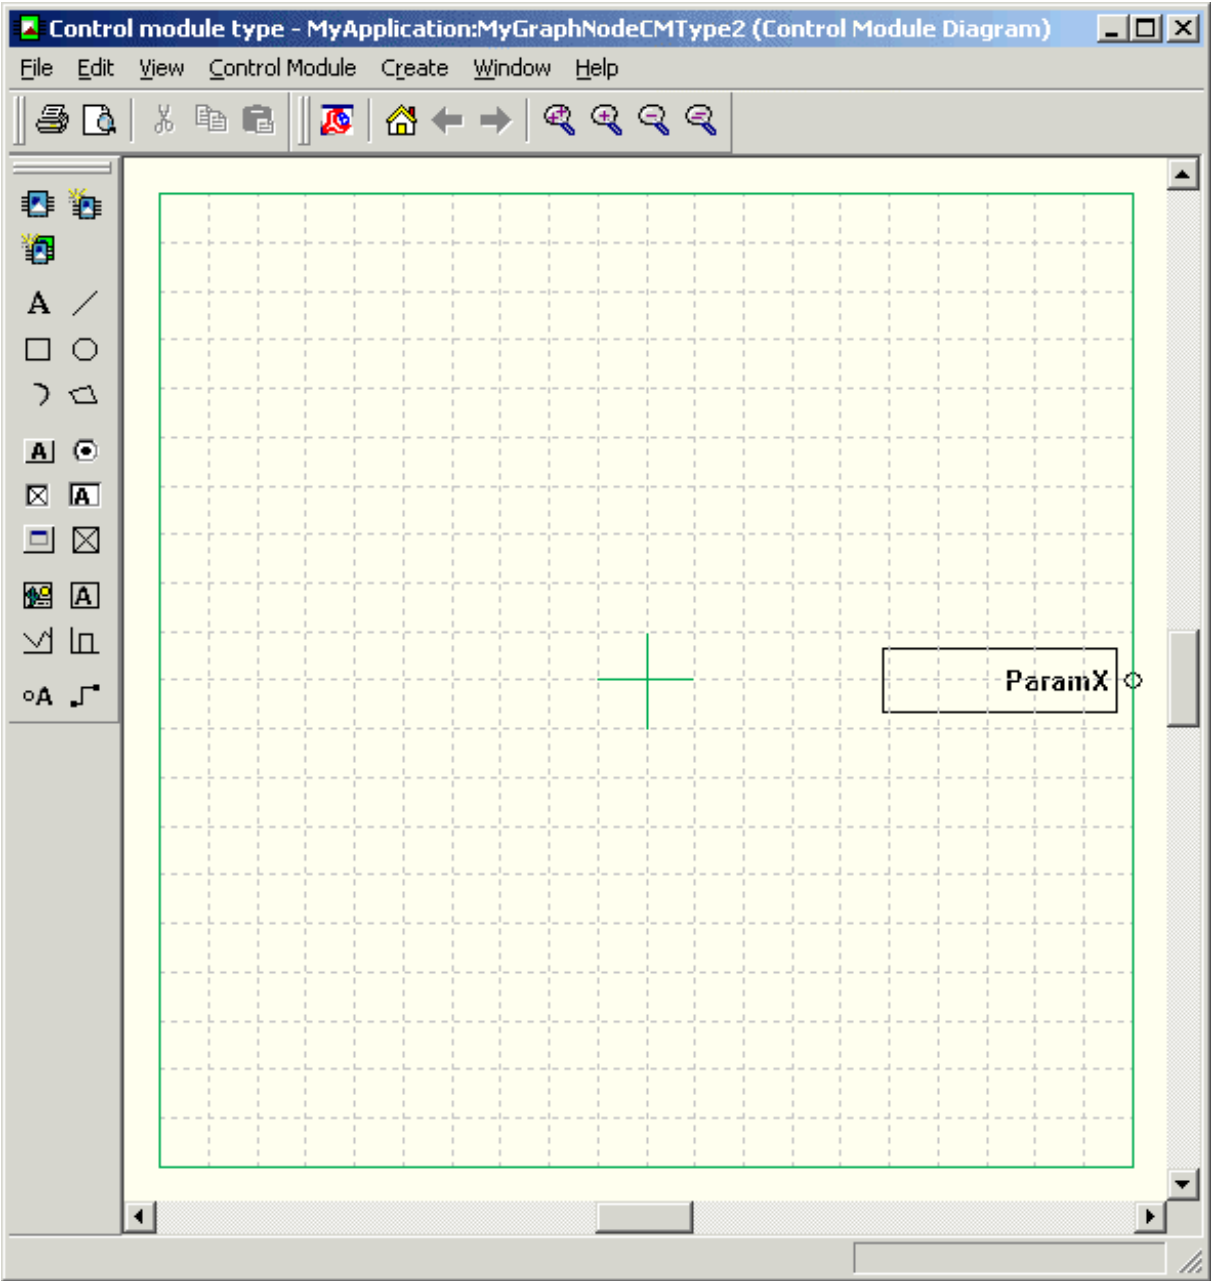 Control module type - MyApplication:MyGraphNodeCMType2 (Control Module Diagram)
File Edit View Control Module Create Window Help
A
A
A
A
A
ParamX